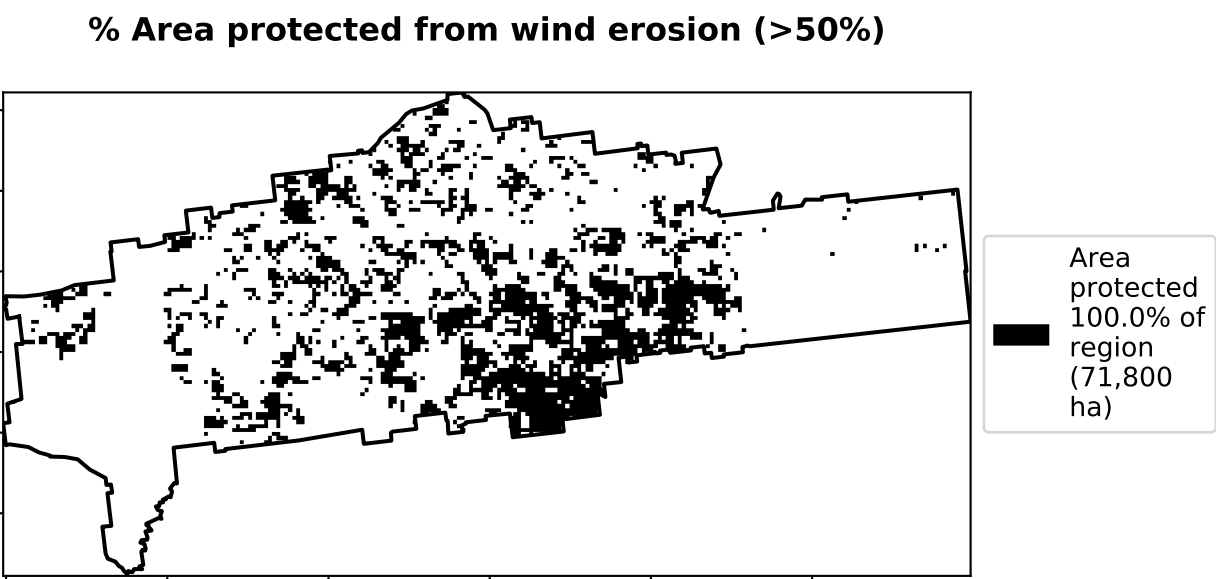 % Area protected from wind erosion (>50%)
Area
protected
100.0% of
region
(71,800
ha)